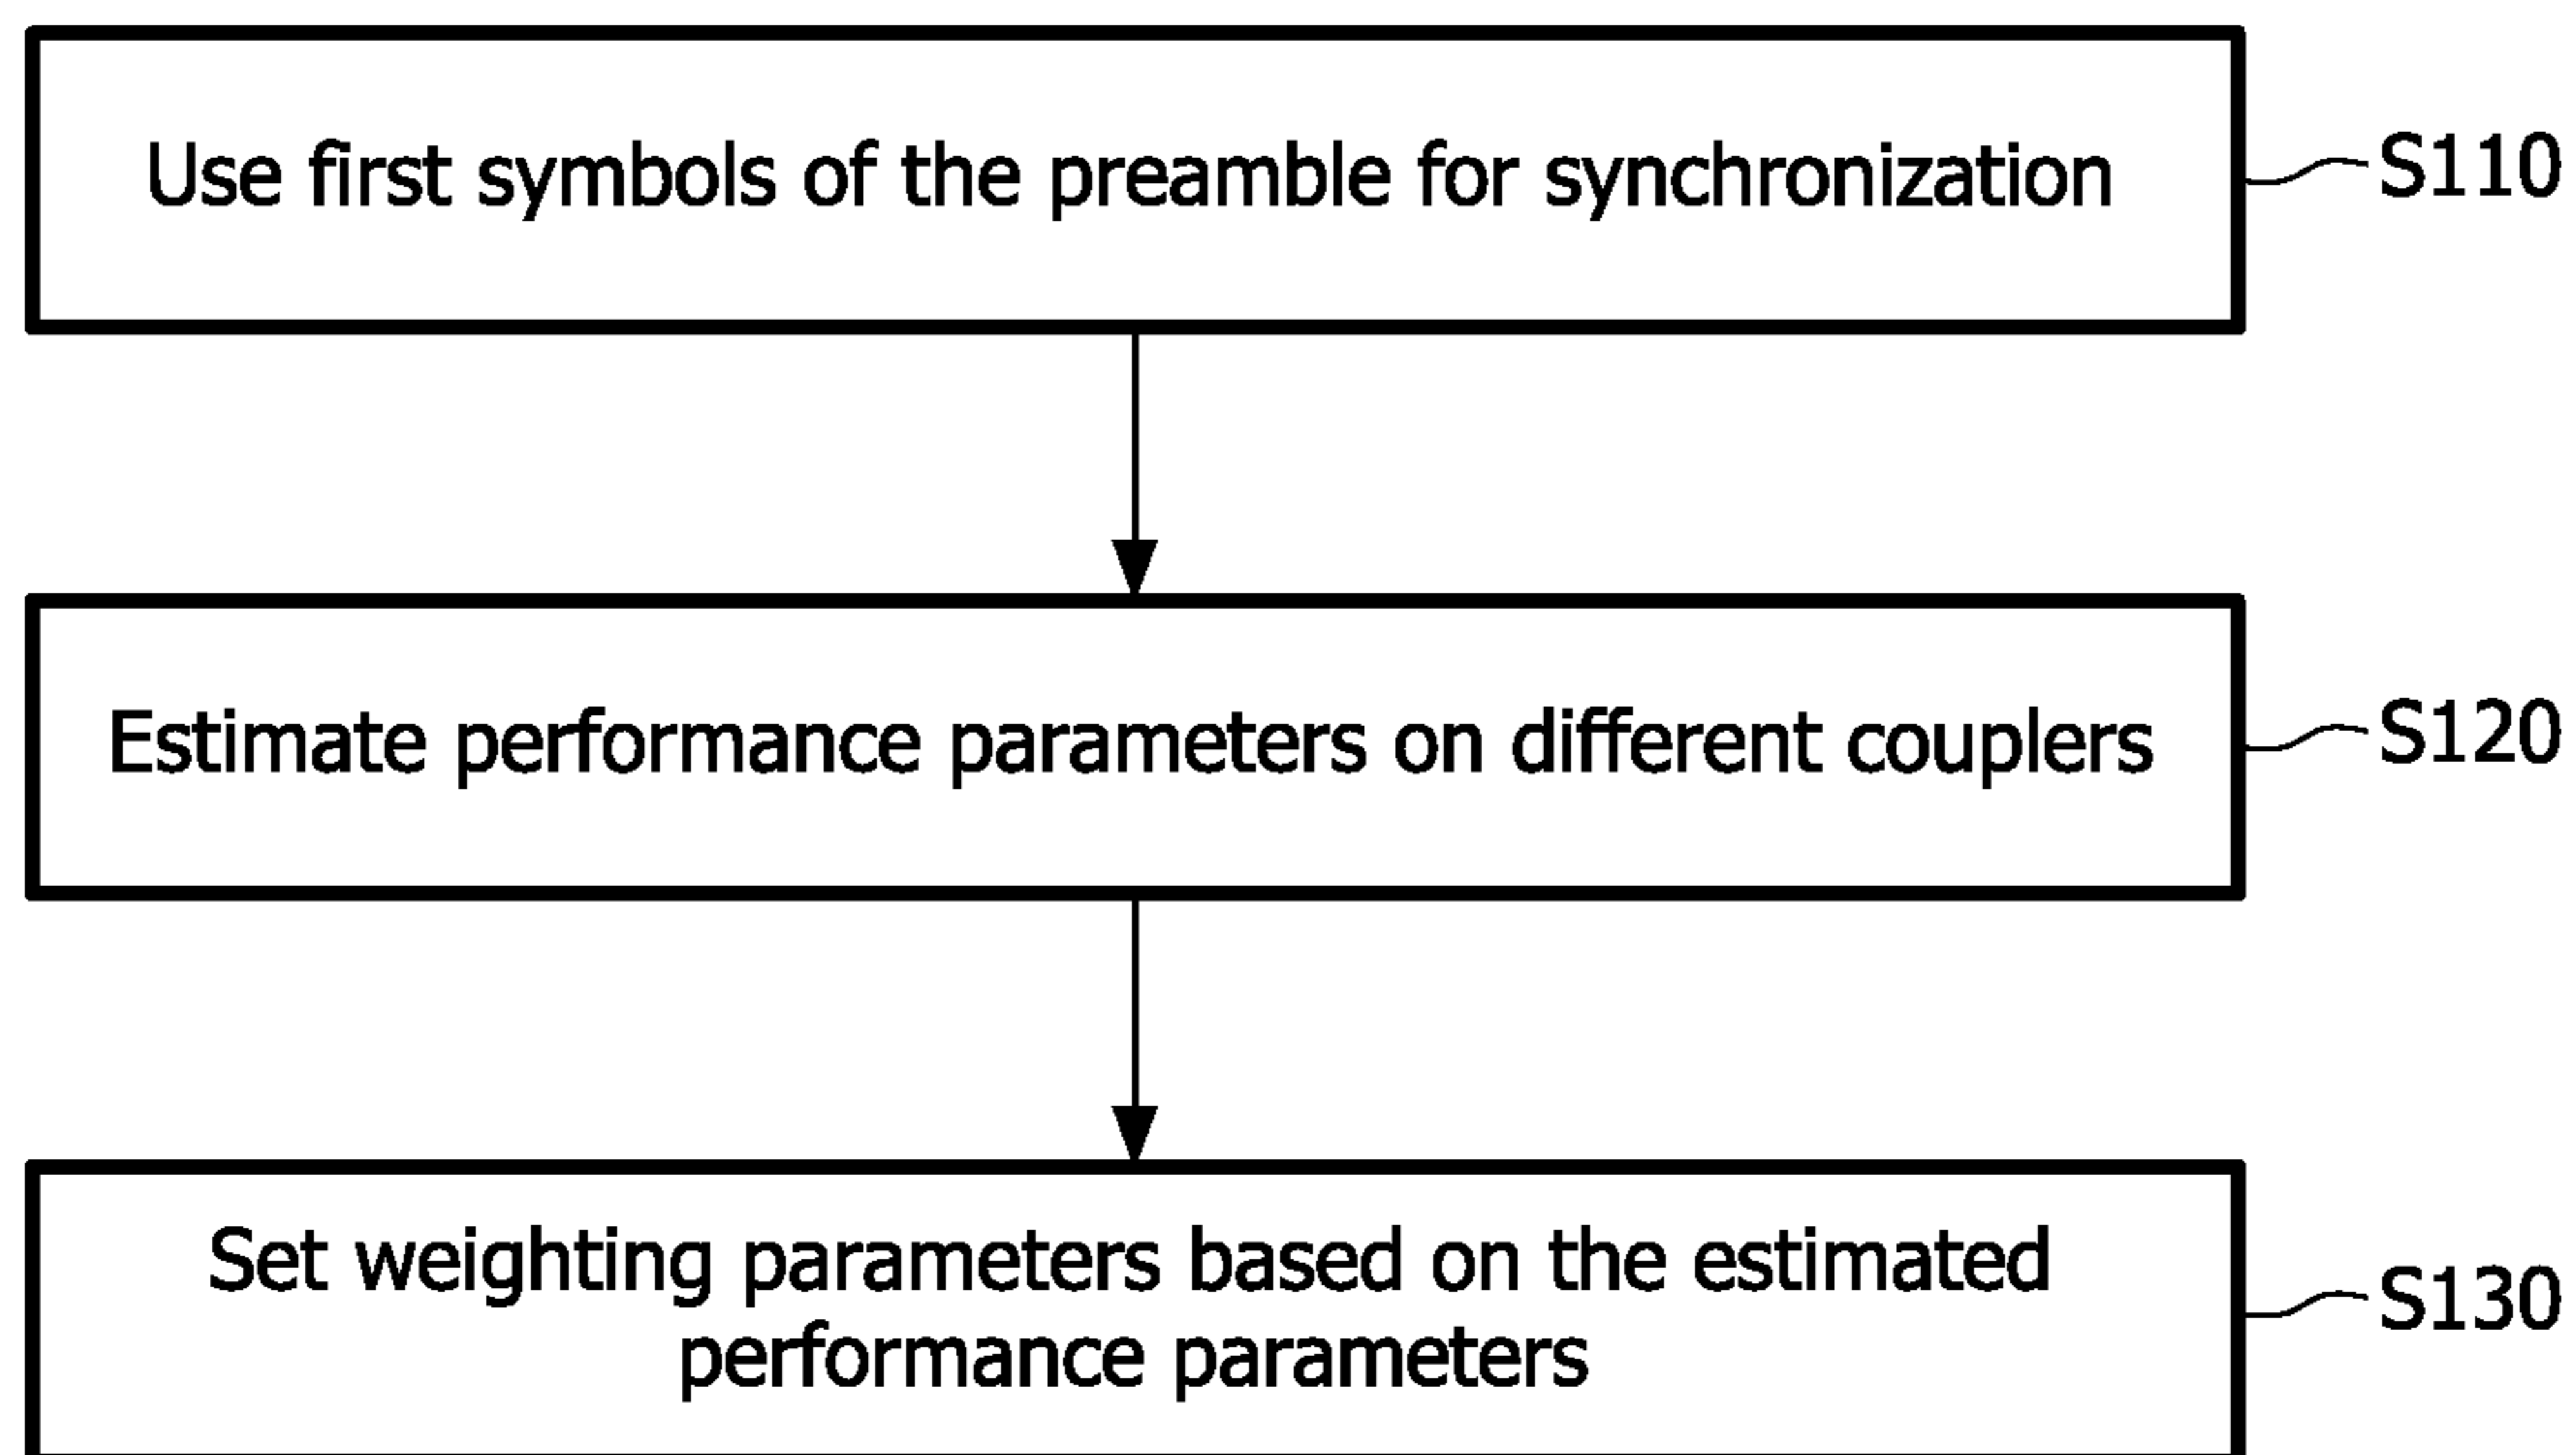 Use first symbols of the preamble for synchronization
S110
Estimate performance parameters on different couplers
S120
Set weighting parameters based on the estimated
performance parameters
S130